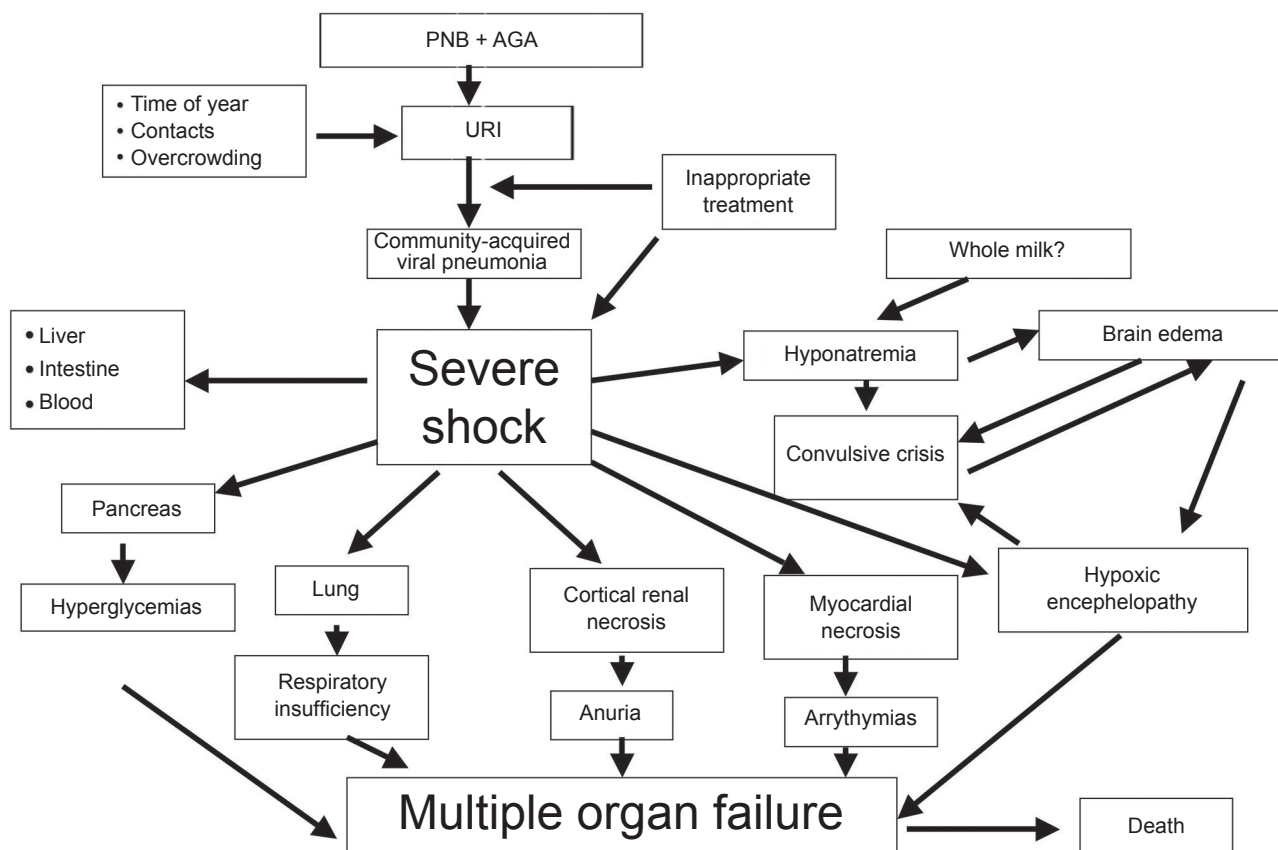 PNB + AGA
• Time of year
• Contacts
• Overcrowding
URI
Inappropriate
treatment
Community-acquired
viral pneumonia
Whole milk?
• Liver
• Intestine
• Blood
Severe
shock
Hyponatremia
Brain edema
Convulsive crisis
Pancreas
Hyperglycemias
Lung
Cortical renal
necrosis
Myocardial
necrosis
Hypoxic
encephelopathy
Respiratory
insufficiency
Anuria
Arrythymias
Multiple organ failure
Death